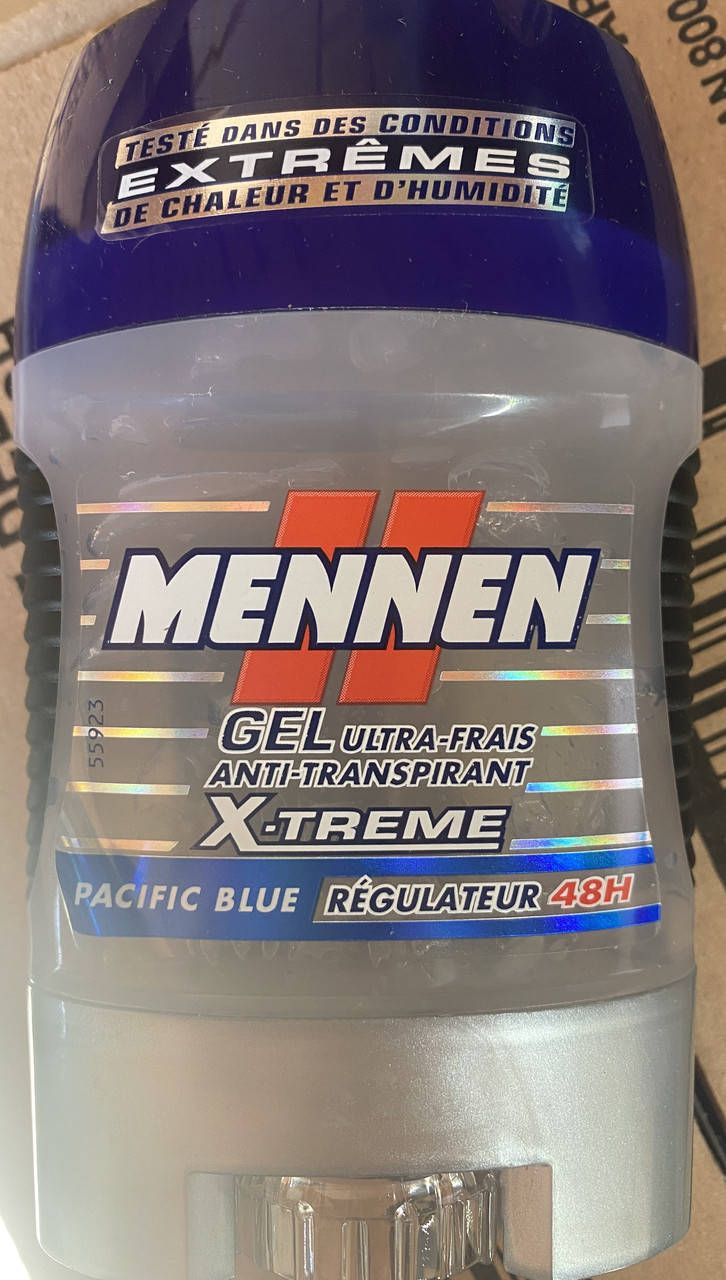 TESTÉ DANS DES CONDITIONS
EXTRÊMES
DE CHALEUR ET D'HUMIDITÉ
MENNEN
GEL ULTRA-FRAIS
ANTI-TRANSPIRANT
X-TREME
PACIFIC BLUE RÉGULATEUR 48H
55923